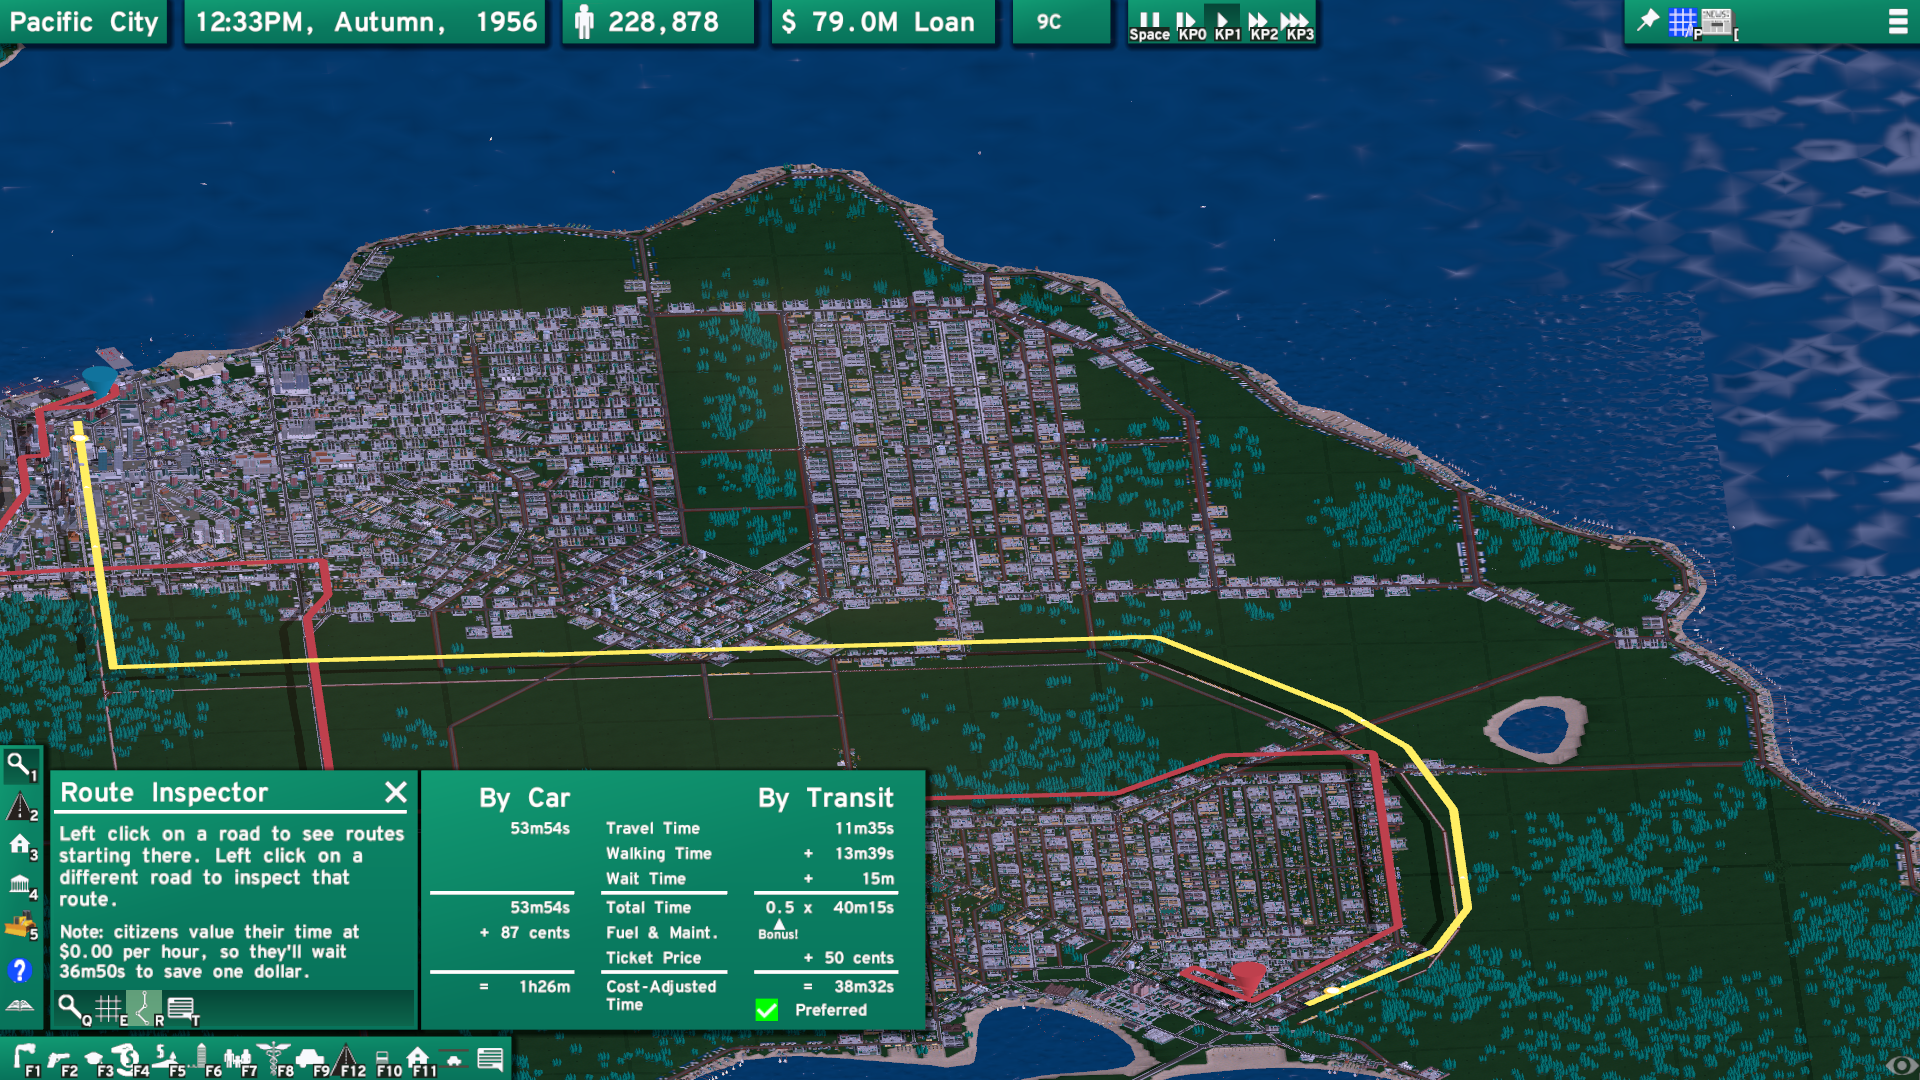 Pacific City
12:33PM, Autumn, 1956
228,878
$ 79.0M Loan
9C
Space KP0 KP1 KP2 KP3
P
NEWS
[
1
2
3
4
5
?
Route Inspector
Left click on a road to see routes
starting there. Left click on a
different road to inspect that
route.
Note: citizens value their time at
$0.00 per hour, so they'll wait
36m50s to save one dollar.
Q E R T
By Car By Transit
53m54s Travel Time 11m35s
Walking Time + 13m39s
Wait Time + 15m
53m54s Total Time 0.5 x 40m15s
+ 87 cents Fuel & Maint. Bonus!
Ticket Price + 50 cents
= 1h26m Cost-Adjusted = 38m32s
Time
Preferred
F1 F2 F3 F4 F5 F6 F7 F8 F9 F12 F10 F11